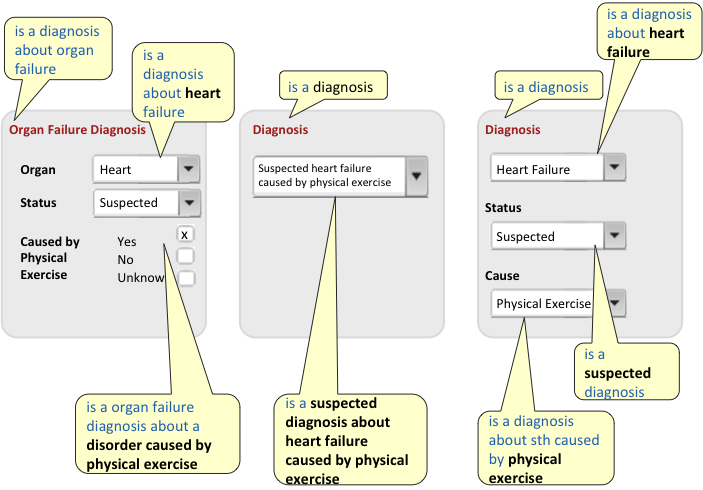 is a diagnosis
about organ
failure
is a
diagnosis
about heart
failure
Organ Failure Diagnosis
Organ
Heart
Status
Suspected
Caused by
Physical
Exercise
Yes
x
No
Unknow
is a organ failure
diagnosis about a
disorder caused by
physical exercise
is a diagnosis
Diagnosis
Suspected heart failure
caused by physical exercise
is a suspected
diagnosis about
heart failure
caused by physical
exercise
is a diagnosis
about heart
failure
is a diagnosis
Diagnosis
Heart Failure
Status
Suspected
Cause
Physical Exercise
is a
suspected
diagnosis
is a diagnosis
about sth caused
by physical
exercise